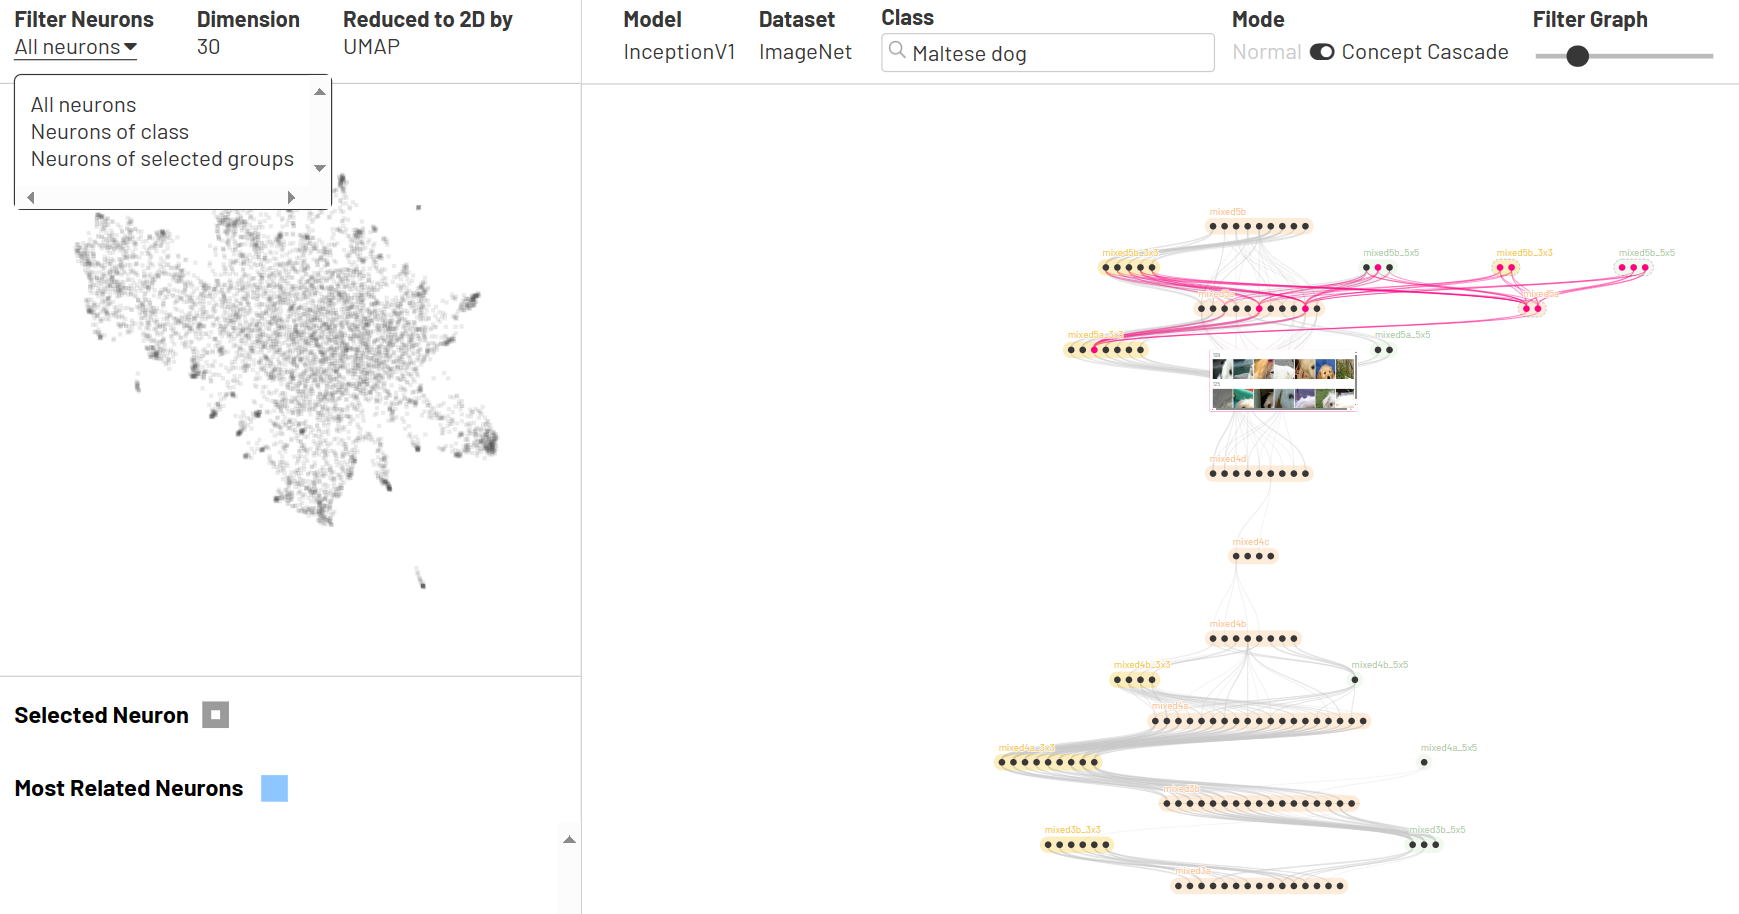 Filter Neurons
All neurons
Dimension
30
Reduced to 2D by
UMAP
Model
InceptionV1
Dataset
ImageNet
Class
Maltese dog
Mode
Normal
Concept Cascade
Filter Graph
All neurons
Neurons of class
Neurons of selected groups
mixed5b
mixed5b_3x3
mixed5b_5x5
mixed5b_3x3
mixed5b_5x5
mixed5a
mixed5a
mixed5a_3x3
mixed5a_5x5
mixed4d
mixed4c
mixed4b
mixed4b_3x3
mixed4b_5x5
mixed4a
mixed4a_3x3
mixed4a_5x5
mixed3b
mixed3b_3x3
mixed3b_5x5
mixed3a
Selected Neuron
Most Related Neurons